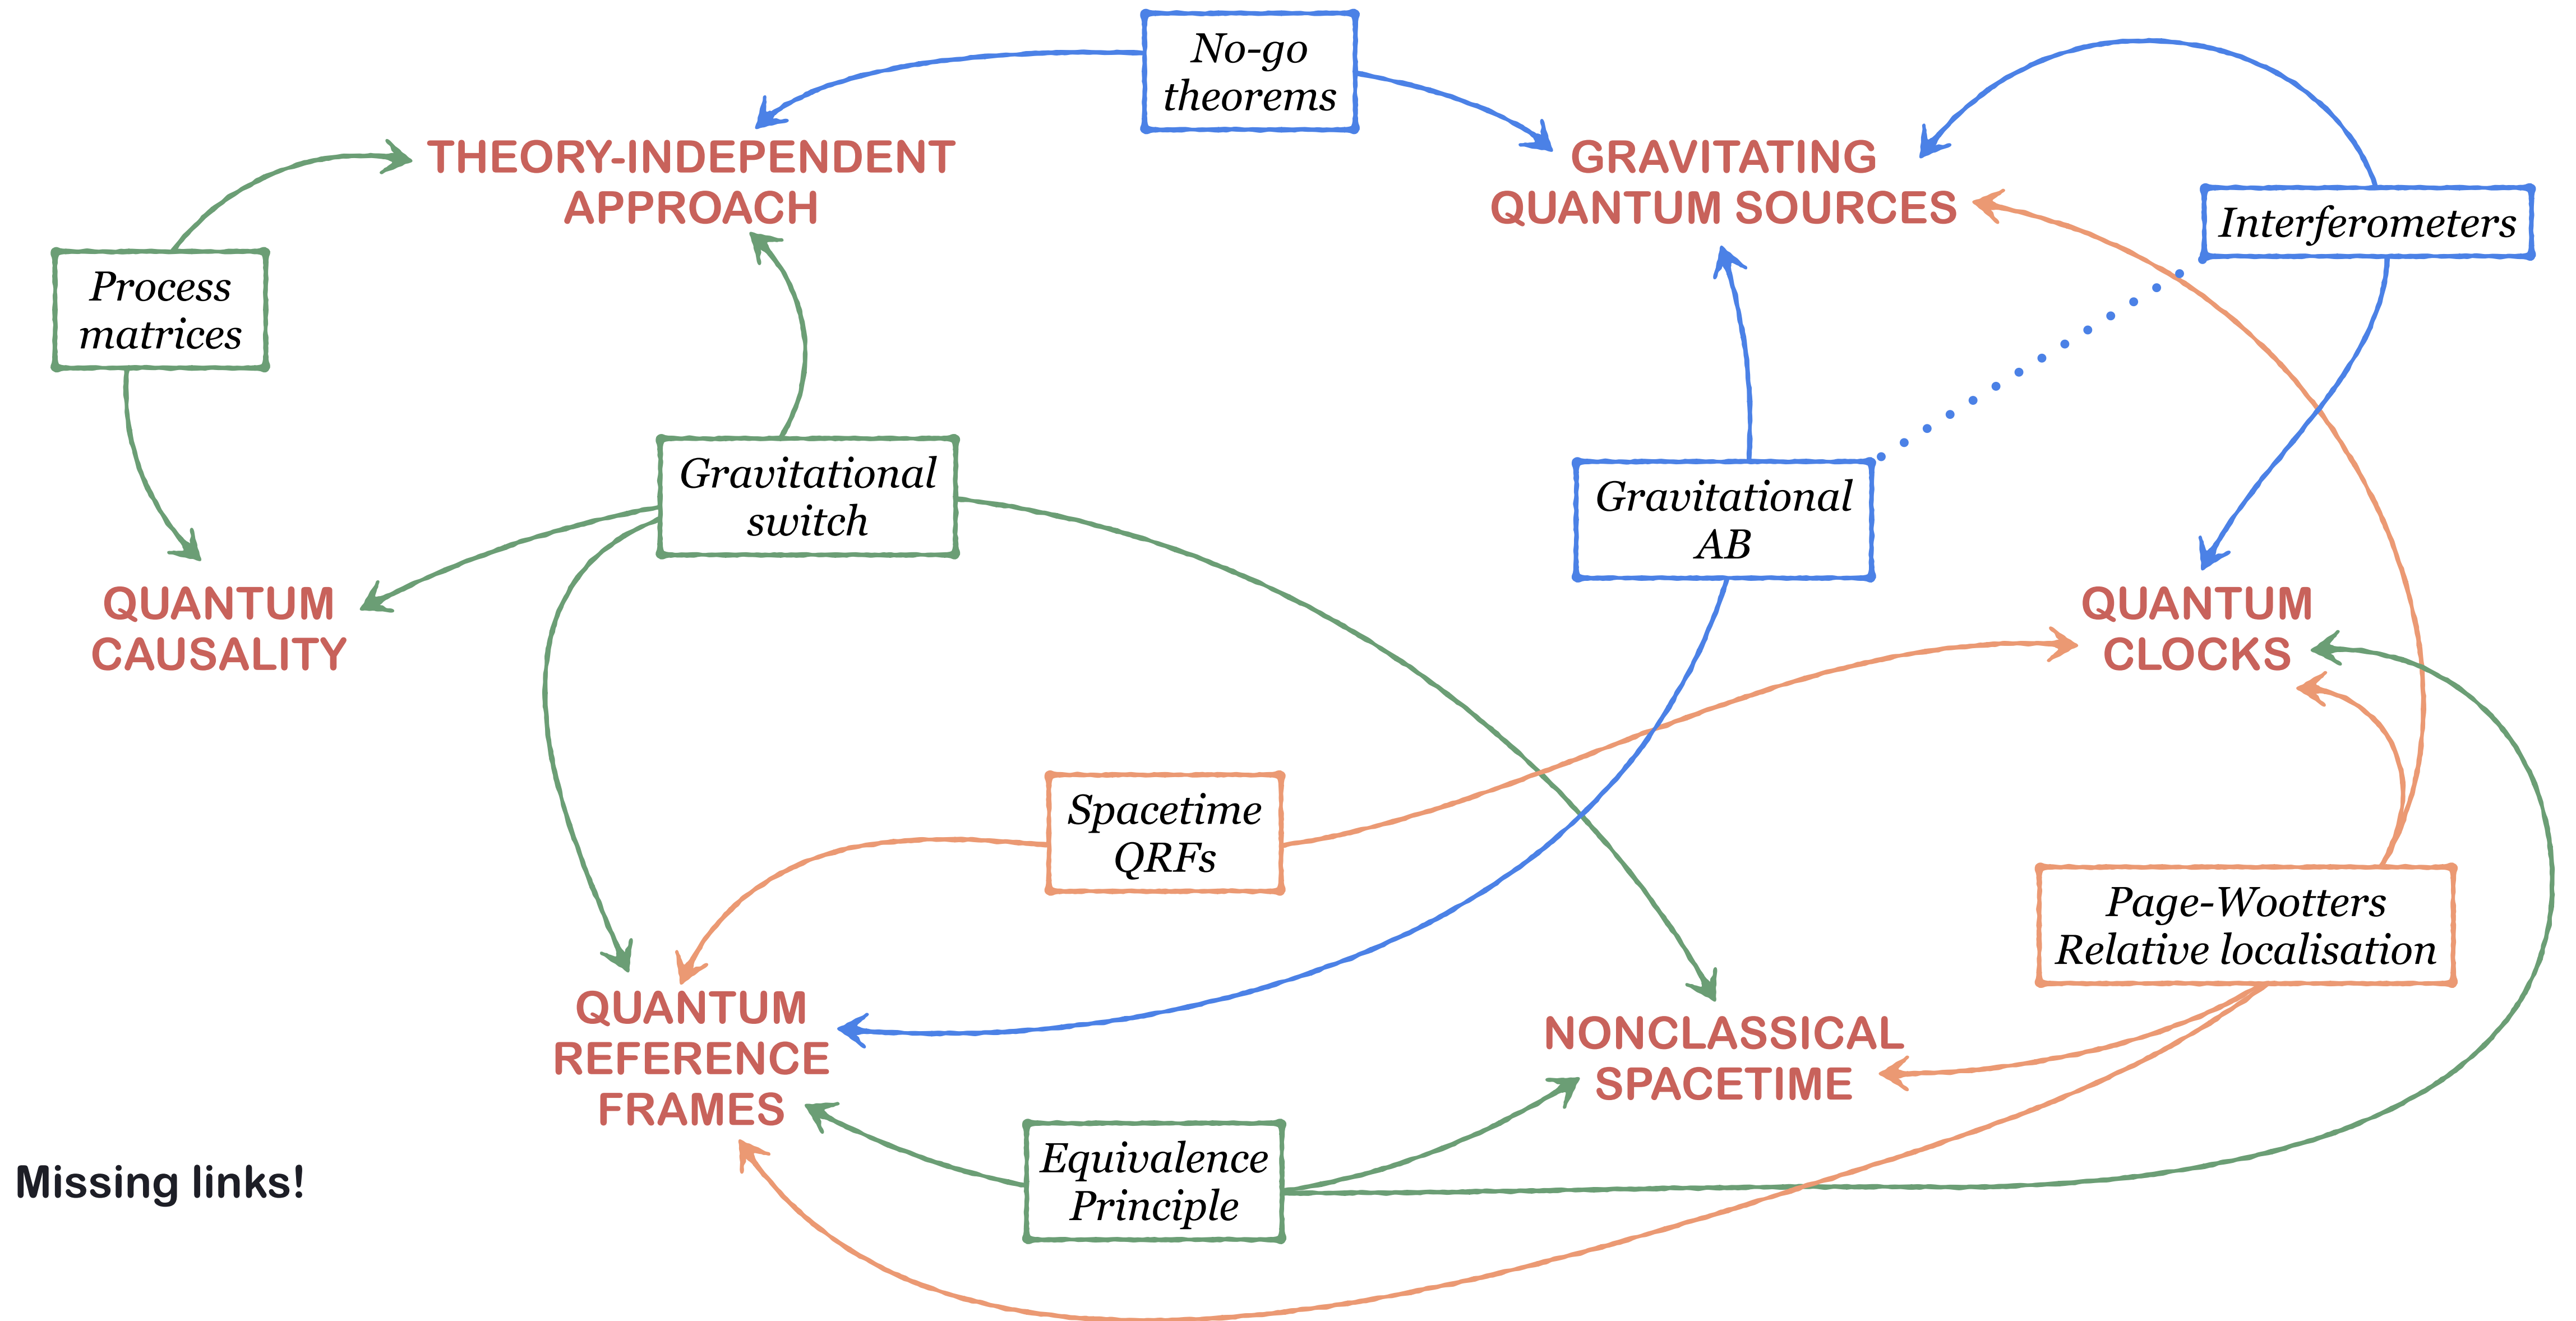 No-go
theorems
THEORY-INDEPENDENT
APPROACH
GRAVITATING
QUANTUM SOURCES
Interferometers
Process
matrices
Gravitational
switch
Gravitational
AB
QUANTUM
CAUSALITY
QUANTUM
CLOCKS
Spacetime
QRFs
Page-Wootters
Relative localisation
QUANTUM
REFERENCE
FRAMES
NONCLASSICAL
SPACETIME
Equivalence
Principle
Missing links!